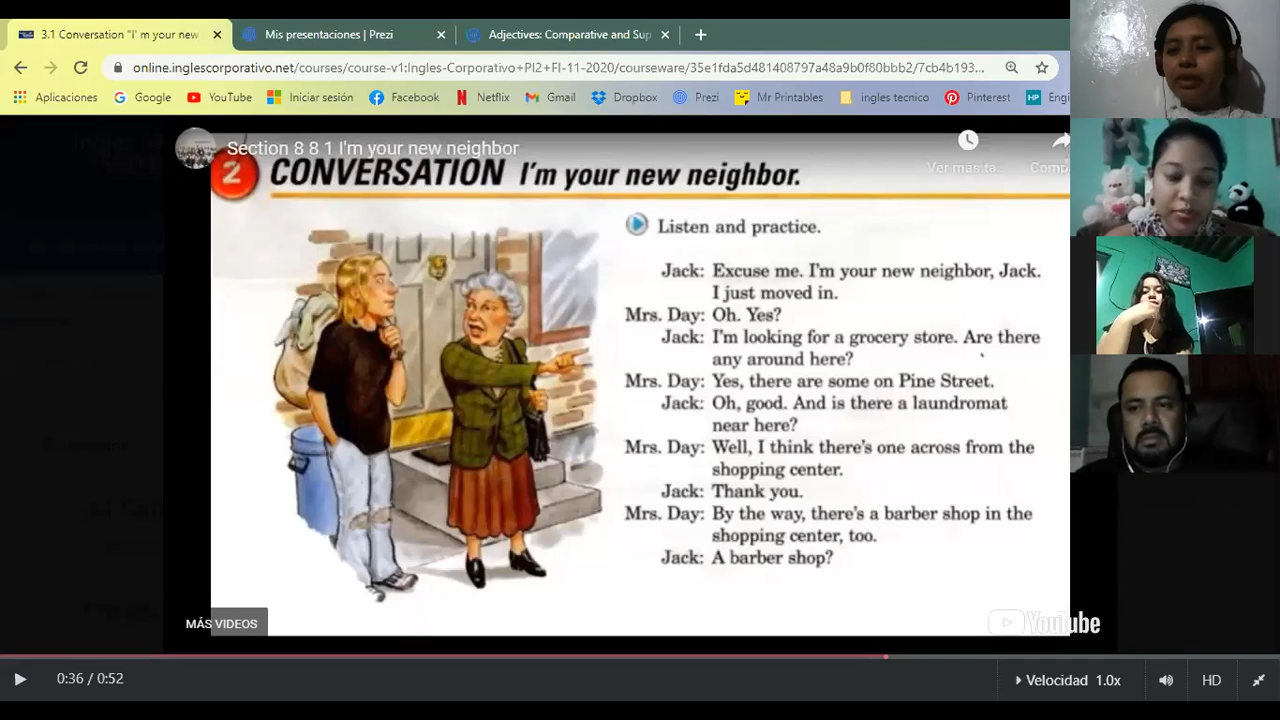 3.1 Conversation "I' m your new
Mis presentaciones | Prezi
Adjectives: Comparative and Sup
online.inglescorporativo.net/courses/course-v1:Ingles-Corporativo+PI2+FI-11-2020/courseware/35e1fda5d481408797a48a9b0f80bbb2/7cb4b193...
Aplicaciones Google YouTube Iniciar sesión Facebook Netflix Gmail Dropbox Prezi Mr Printables ingles tecnico Pinterest HP Engi
Section 8 8 1 I'm your new neighbor
Ver más ta... Comp
2 CONVERSATION I'm your new neighbor.
Listen and practice.
Jack: Excuse me. I'm your new neighbor, Jack.
I just moved in.
Mrs. Day: Oh. Yes?
Jack: I'm looking for a grocery store. Are there
any around here?
Mrs. Day: Yes, there are some on Pine Street.
Jack: Oh, good. And is there a laundromat
near here?
Mrs. Day: Well, I think there's one across from the
shopping center.
Jack: Thank you.
Mrs. Day: By the way, there's a barber shop in the
shopping center, too.
Jack: A barber shop?
MÁS VIDEOS
YouTube
0:36 / 0:52
Velocidad 1.0x
HD